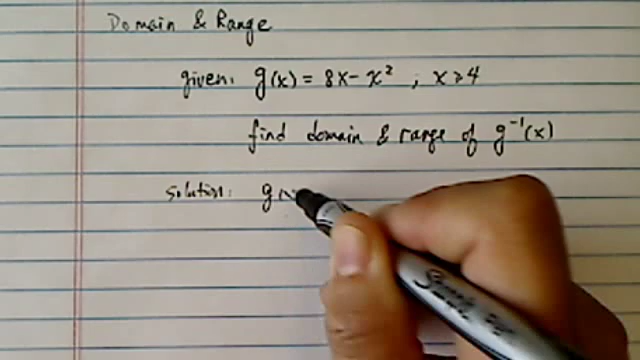 Domain & Range
given: g(x) = 8x - x² ; x ≥ 4
find domain & range of g⁻¹(x)
solution: g(x